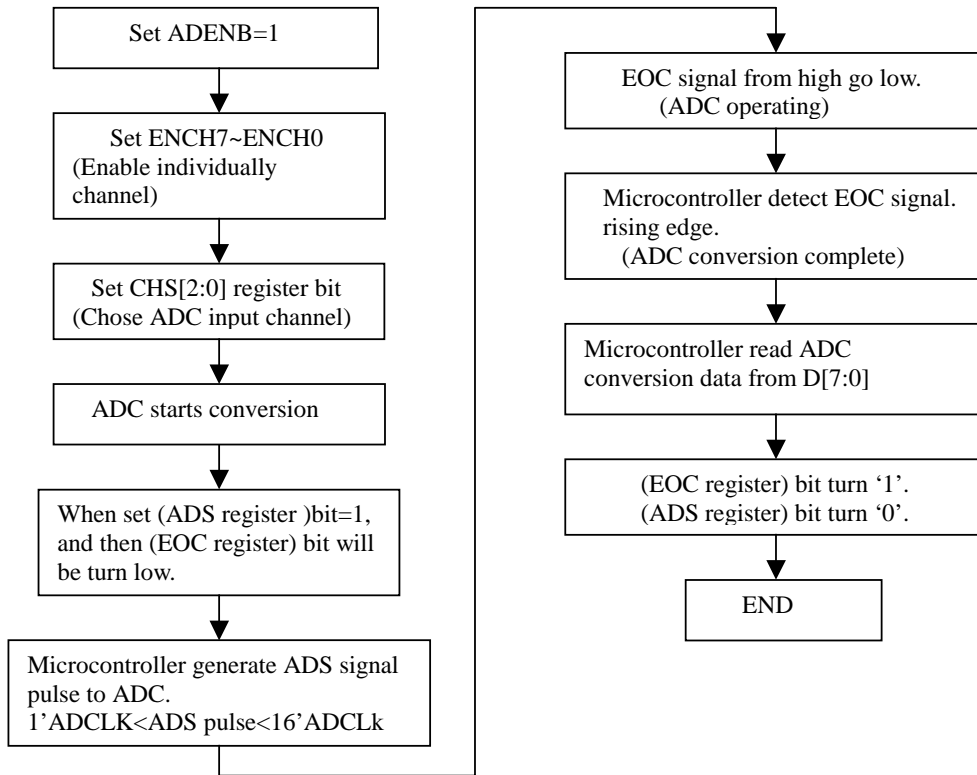 Set ADENB=1
Set ENCH7~ENCH0
(Enable individually
channel)
Set CHS[2:0] register bit
(Chose ADC input channel)
ADC starts conversion
When set (ADS register )bit=1,
and then (EOC register) bit will
be turn low.
Microcontroller generate ADS signal
pulse to ADC.
1’ADCLK<ADS pulse<16’ADCLk
EOC signal from high go low.
(ADC operating)
Microcontroller detect EOC signal.
rising edge.
(ADC conversion complete)
Microcontroller read ADC
conversion data from D[7:0]
(EOC register) bit turn ‘1’.
(ADS register) bit turn ‘0’.
END